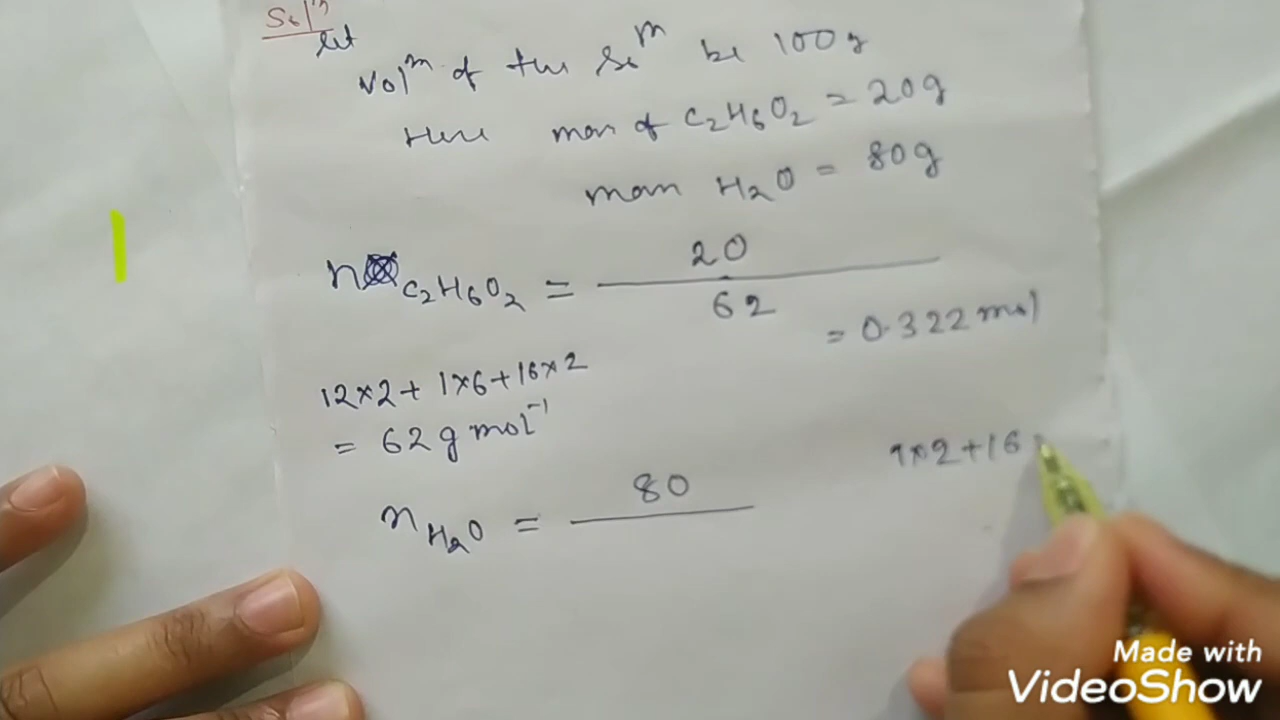 Sol^n
let
Vol^m of the So^m be 100g
Here mass of C₂H₆O₂ = 20g
mass H₂O = 80g
n C₂H₆O₂ = 20 / 62
= 0.322 mol
12×2+ 1×6+16×2
= 62 g mol⁻¹
1×2+16
n H₂O = 80
Made with
VideoShow